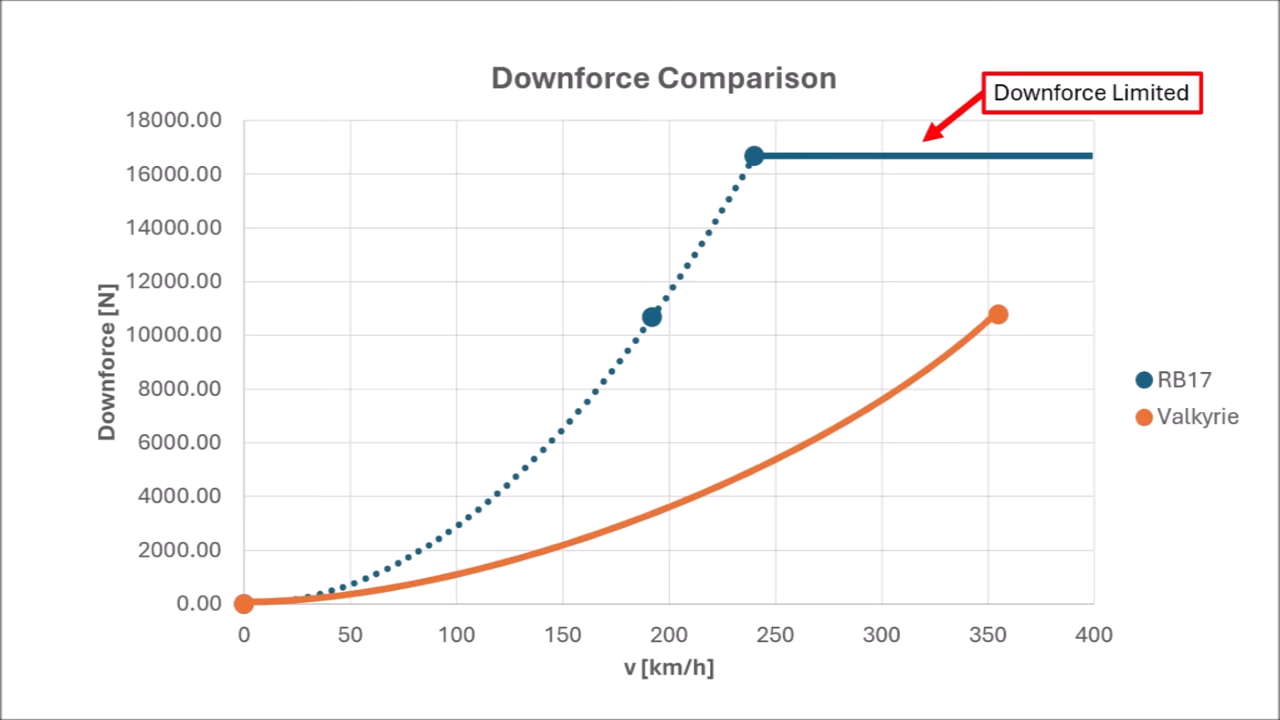 Downforce Comparison
Downforce Limited
18000.00
16000.00
14000.00
12000.00
10000.00
8000.00
6000.00
4000.00
2000.00
0.00
Downforce [N]
0 50 100 150 200 250 300 350 400
v [km/h]
RB17
Valkyrie